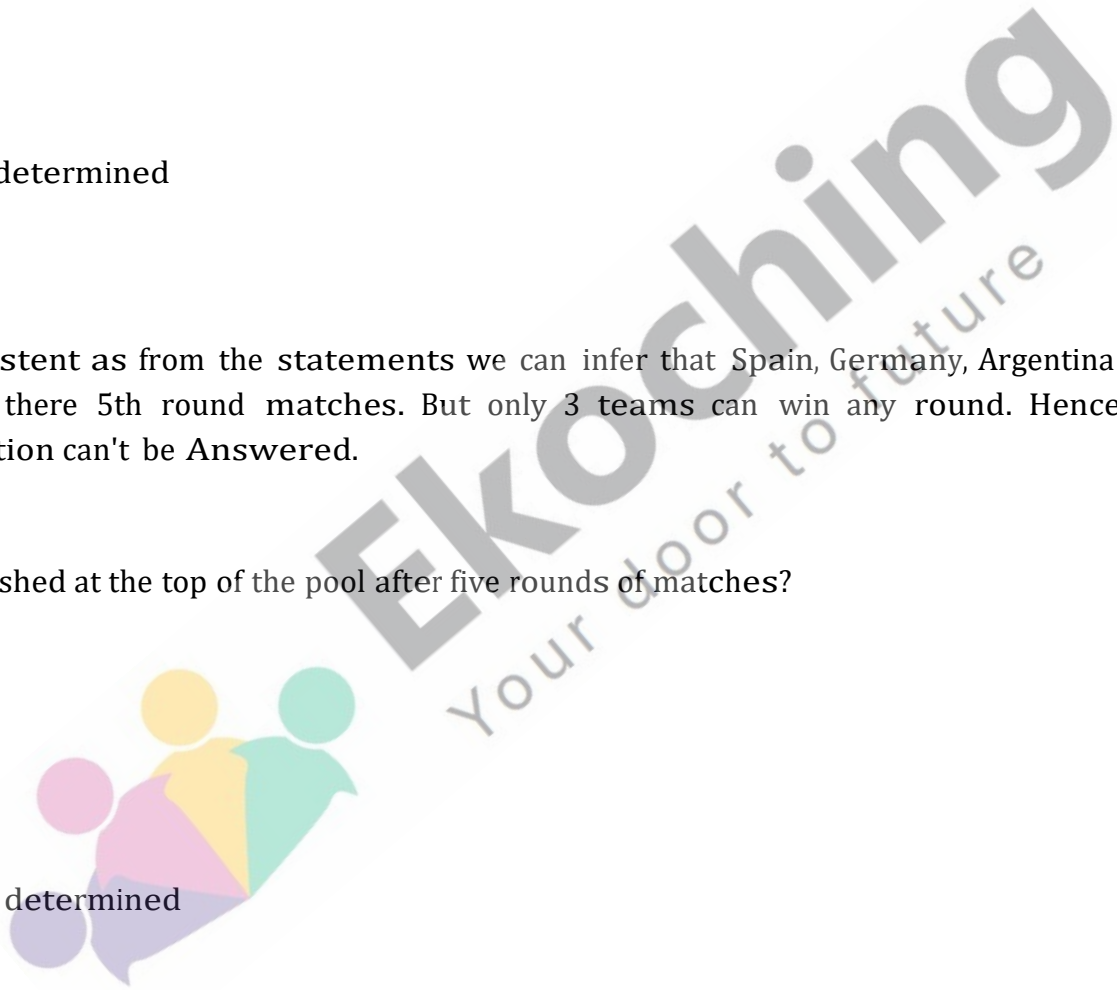 determined
stent as from the statements we can infer that Spain, Germany, Argentina
there 5th round matches. But only 3 teams can win any round. Hence
tion can't be Answered.
shed at the top of the pool after five rounds of matches?
determined
Ekoching
Your door to future